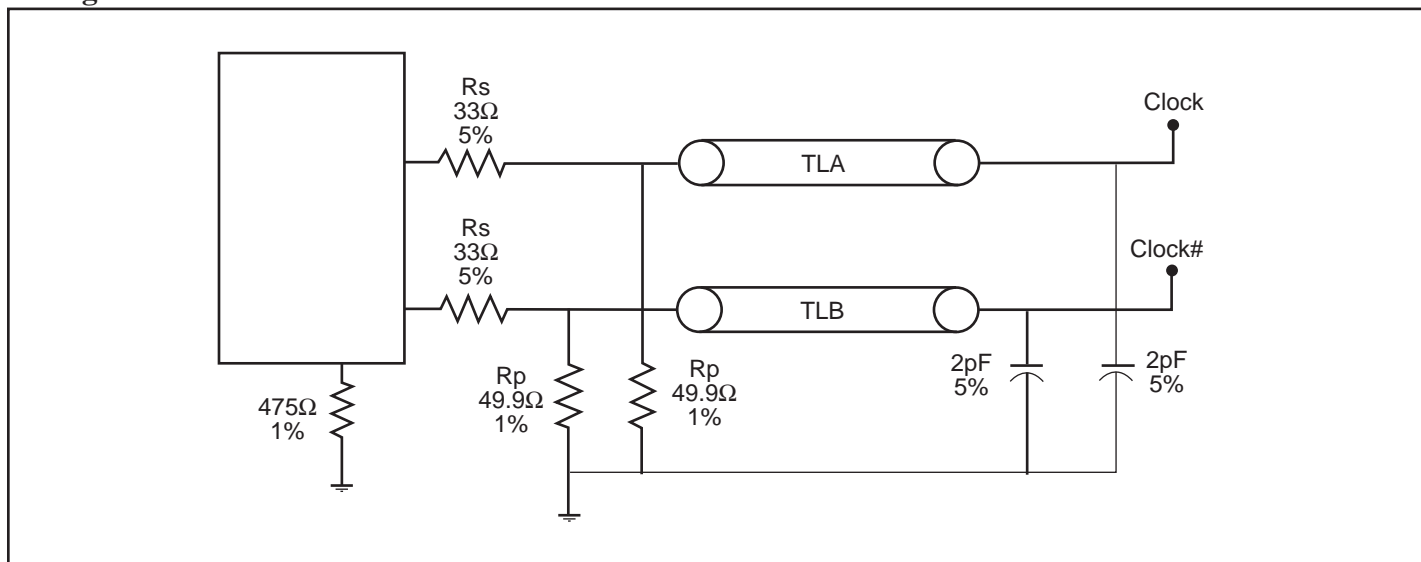 Rs
33Ω
5%
Clock
TLA
Rs
33Ω
5%
Clock#
TLB
Rp
49.9Ω
1%
Rp
49.9Ω
1%
2pF
5%
2pF
5%
475Ω
1%